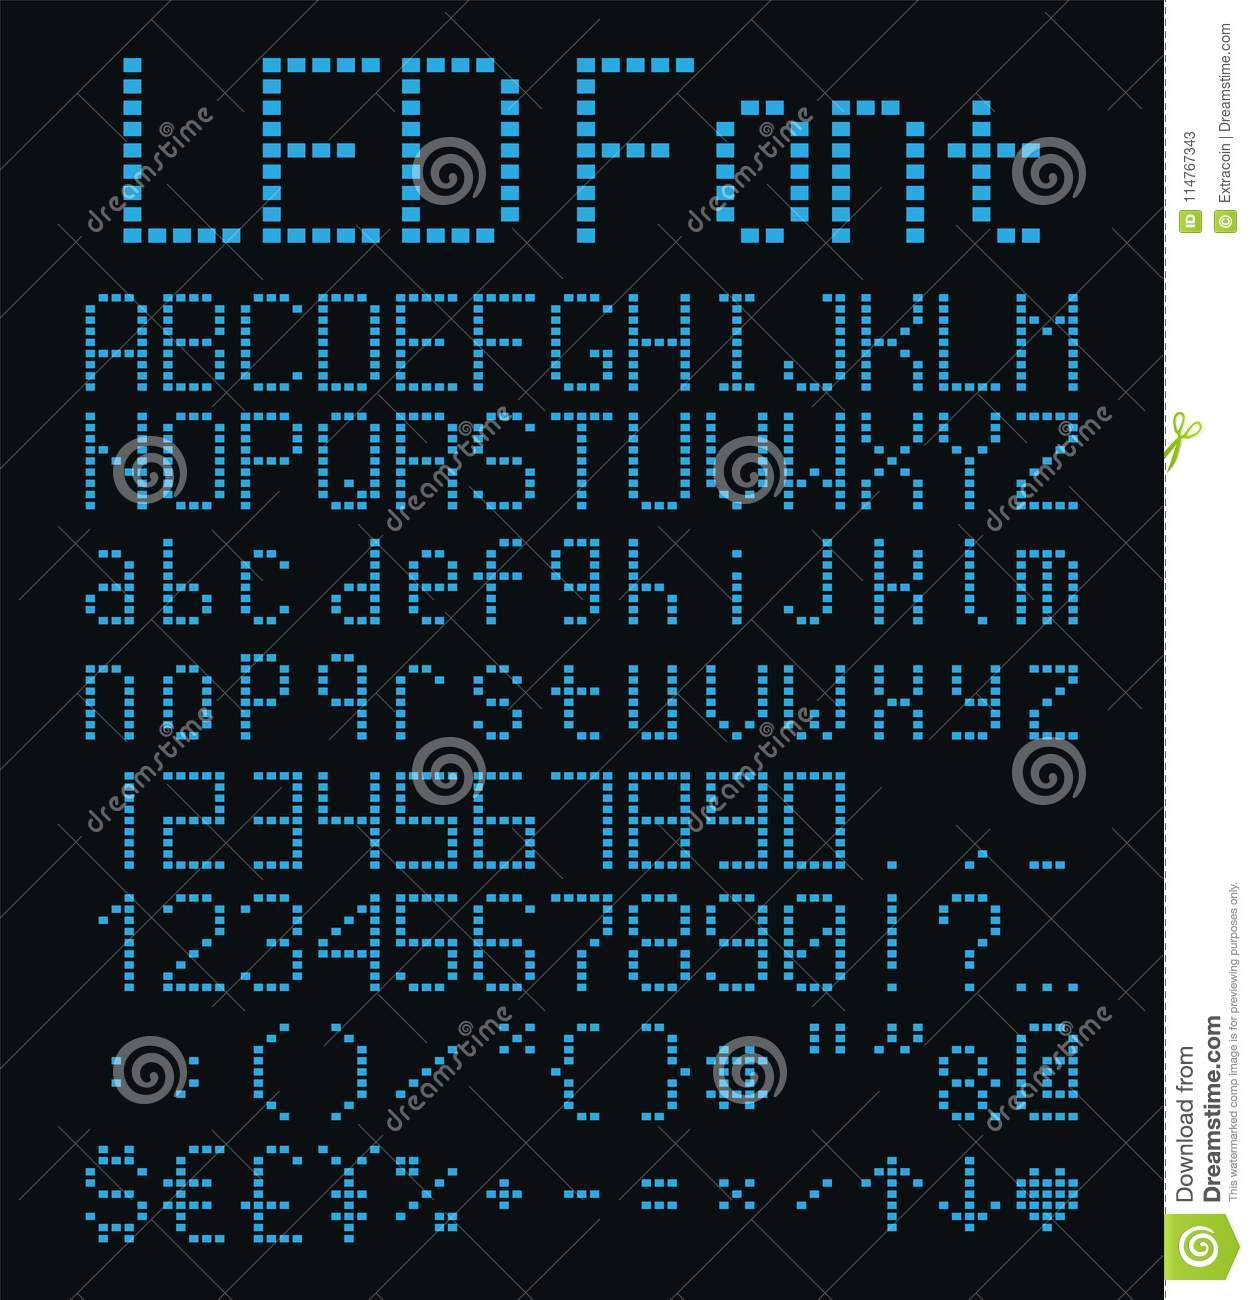 LED Font
ABCDEFGHIJKLM
NOPQRSTUVWXYZ
abcdefghijklm
nopqrstuvwxyz
1234567890.,-
1234567890!?...
:;()/^{}*"
$€£¥%+-=×/↑↓
dreamstime
dreamstime
dreamstime
dreamstime
dreamstime
dreamstime
dreamstime
dreamstime
dreamstime
ID 114767343
© Extracoin | Dreamstime.com
Download from
Dreamstime.com
This watermarked comp image is for previewing purposes only.